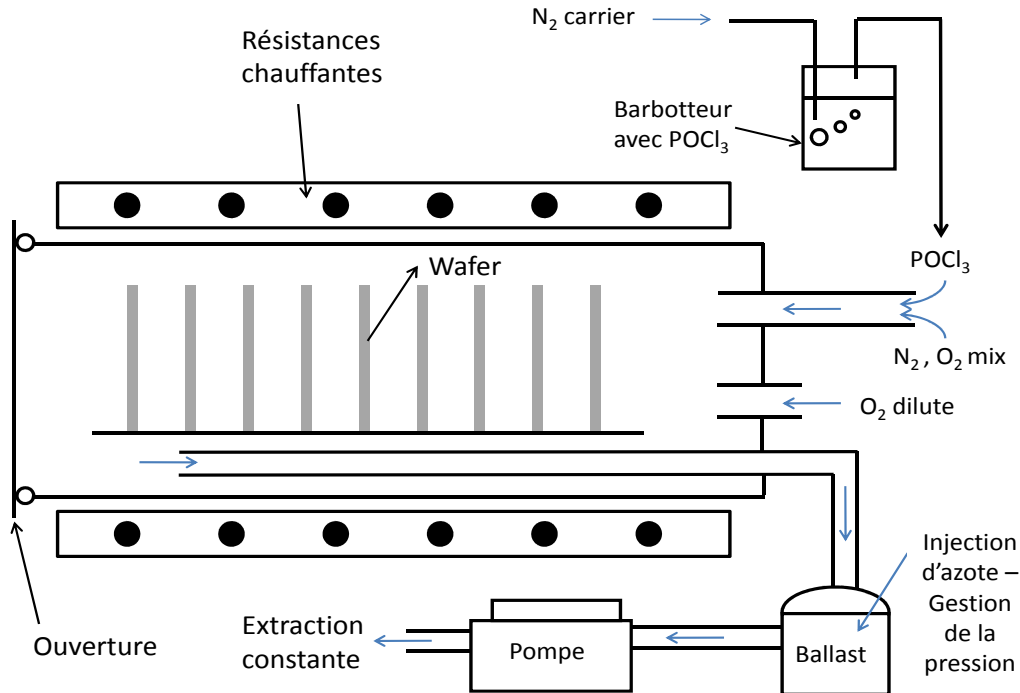 N₂ carrier
Résistances
chauffantes
Barbotteur
avec POCl₃
Wafer
POCl₃
N₂ , O₂ mix
O₂ dilute
Injection
d'azote –
Gestion
de la
pression
Ouverture
Extraction
constante
Pompe
Ballast